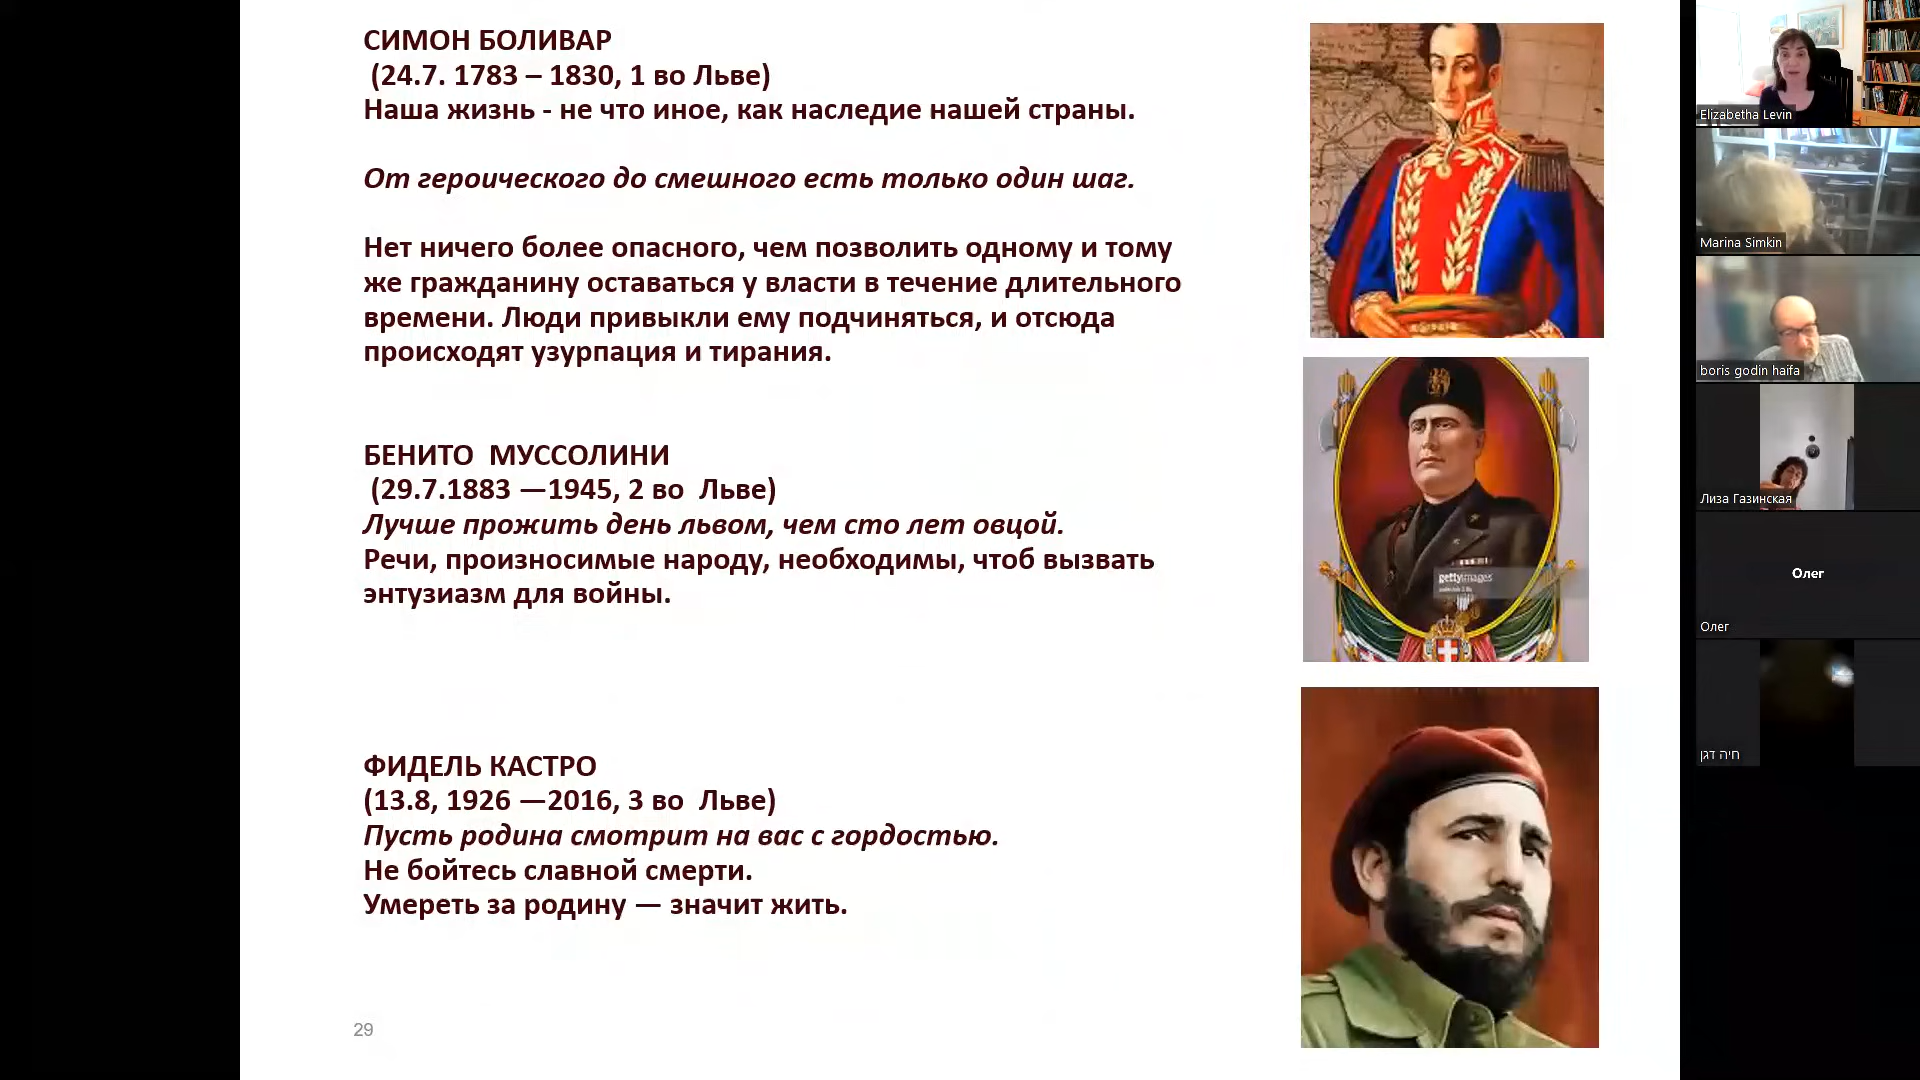 СИМОН БОЛИВАР
(24.7. 1783 – 1830, 1 во Льве)
Наша жизнь - не что иное, как наследие нашей страны.
От героического до смешного есть только один шаг.
Нет ничего более опасного, чем позволить одному и тому
же гражданину оставаться у власти в течение длительного
времени. Люди привыкли ему подчиняться, и отсюда
происходят узурпация и тирания.
БЕНИТО  МУССОЛИНИ
(29.7.1883 —1945, 2 во  Льве)
Лучше прожить день львом, чем сто лет овцой.
Речи, произносимые народу, необходимы, чтоб вызвать
энтузиазм для войны.
ФИДЕЛЬ КАСТРО
(13.8, 1926 —2016, 3 во  Льве)
Пусть родина смотрит на вас с гордостью.
Не бойтесь славной смерти.
Умереть за родину — значит жить.
29
gettyimages
Elizabetha Levin
Marina Simkin
boris godin haifa
Лиза Газинская
Олег
Олег
חיה דגן